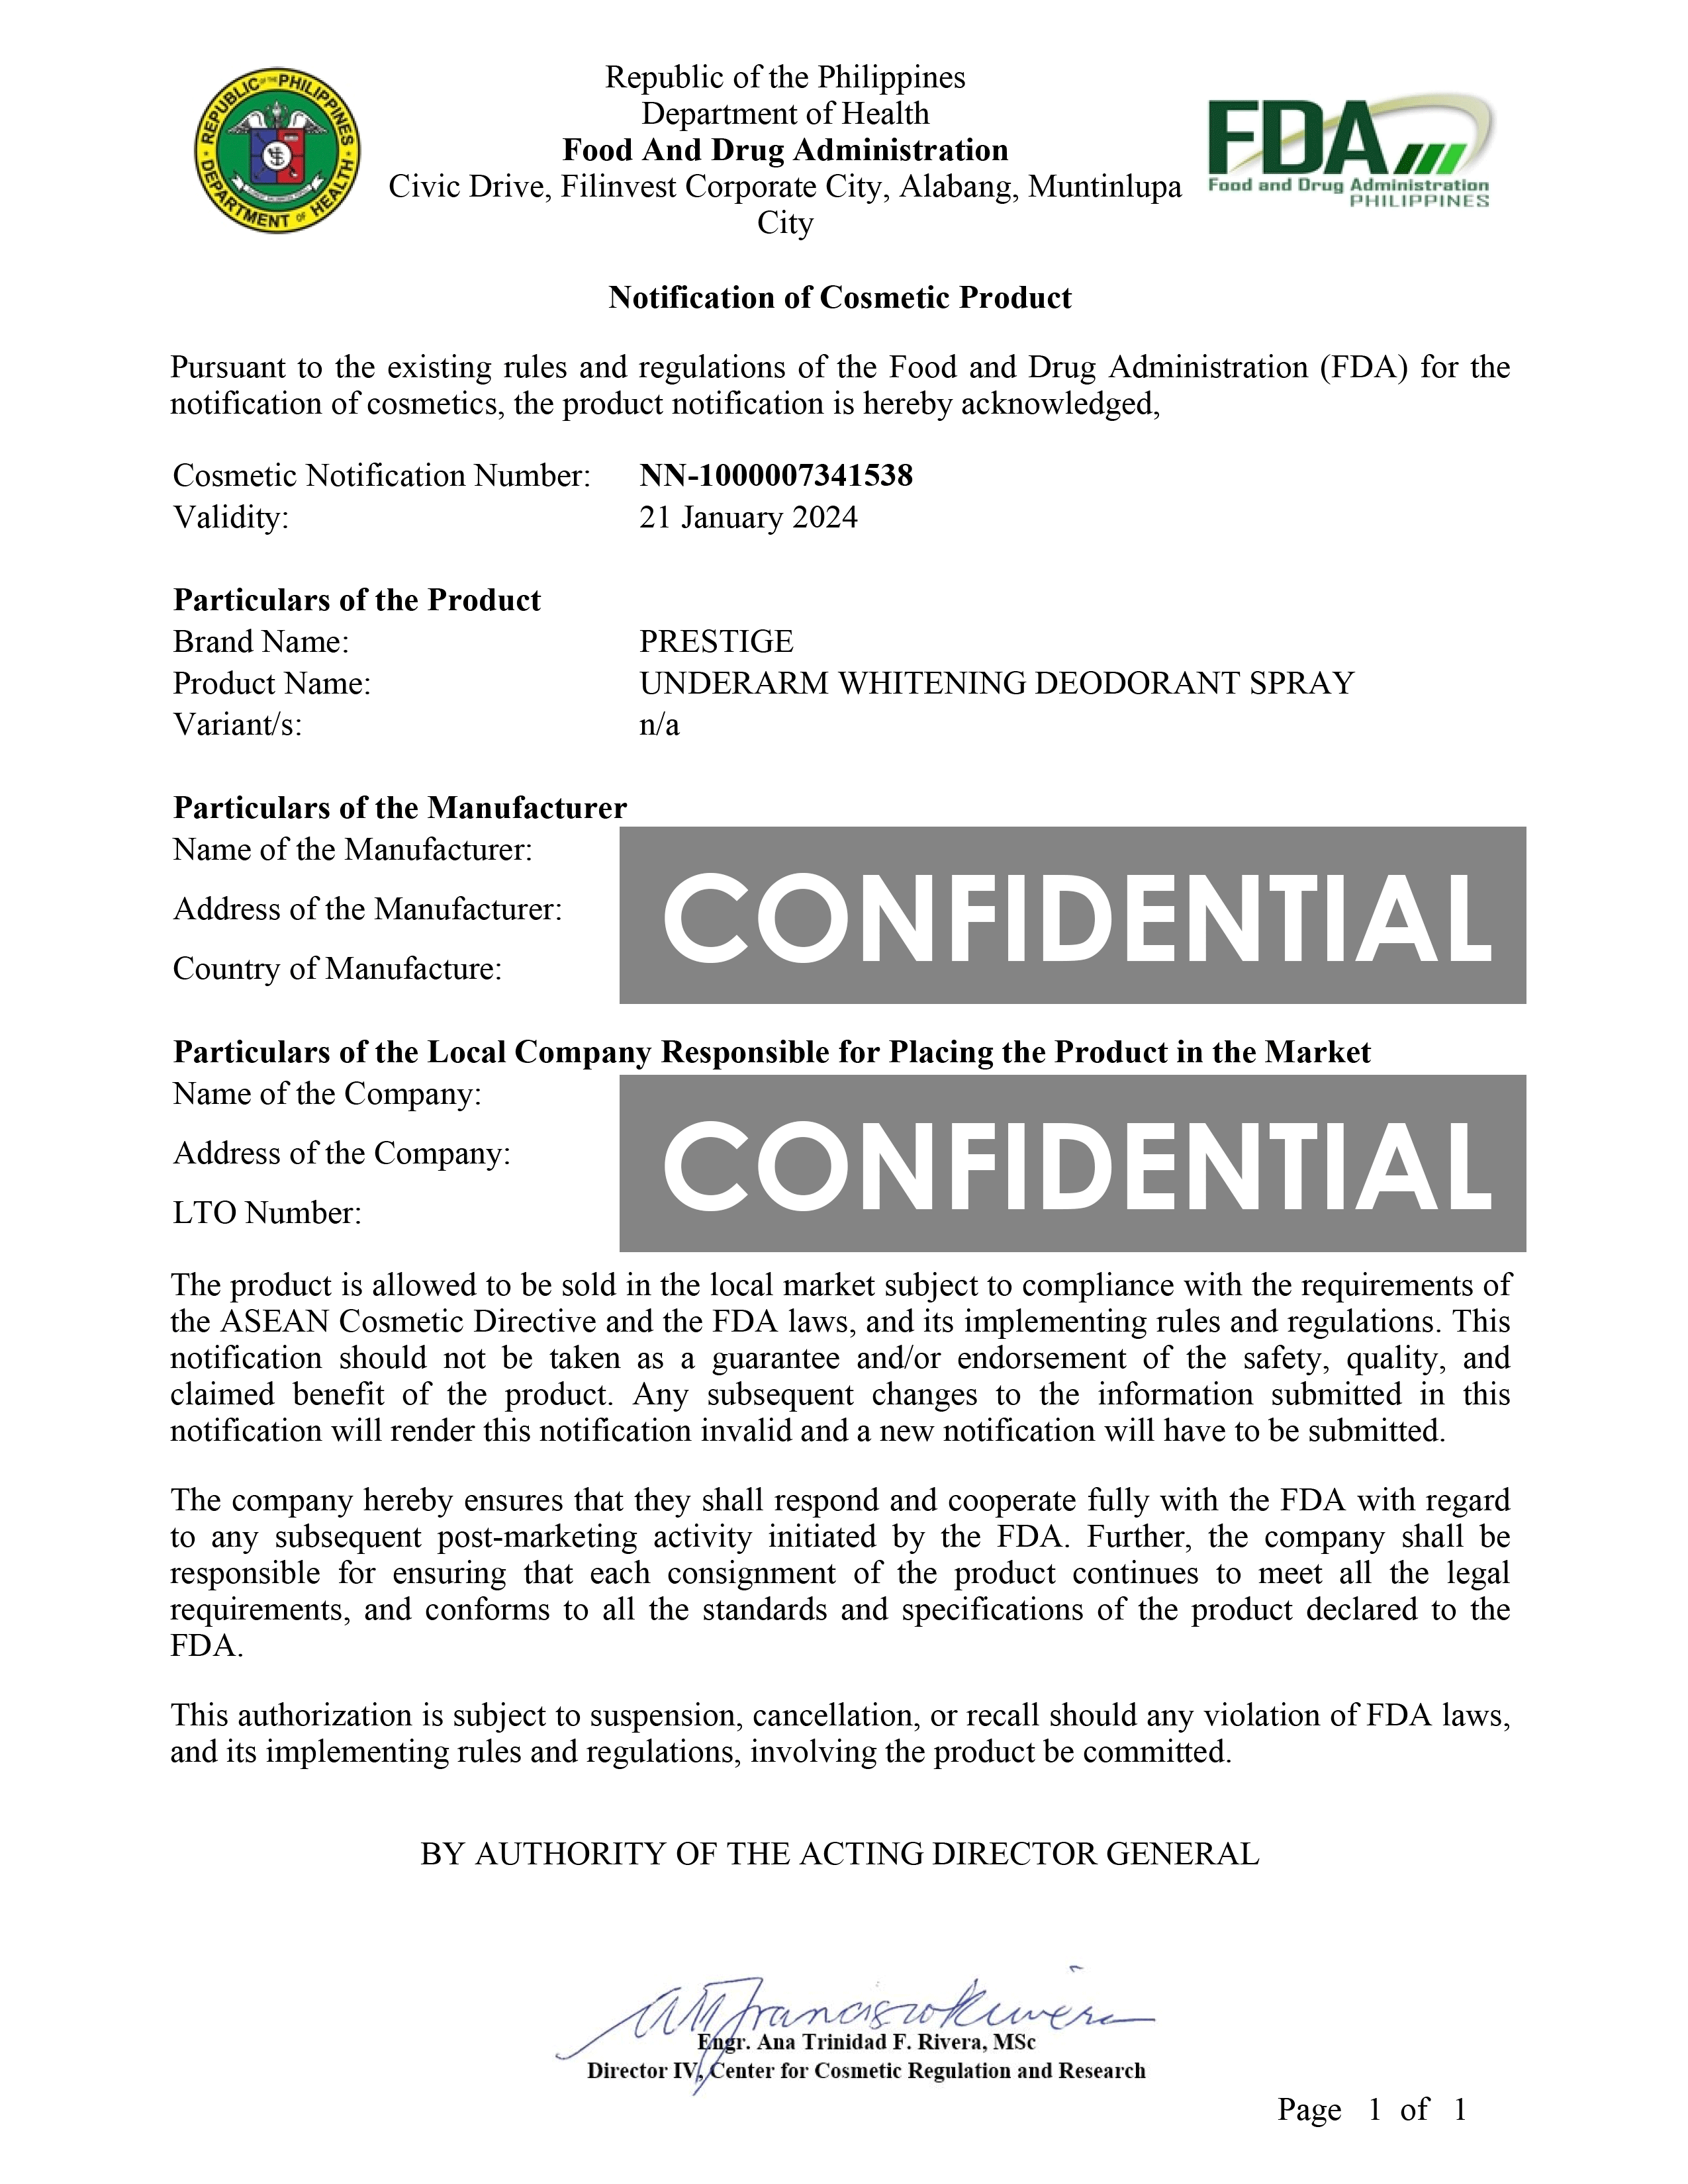 REPUBLIC OF THE PHILIPPINES
DEPARTMENT OF HEALTH
Republic of the Philippines
Department of Health
Food And Drug Administration
Civic Drive, Filinvest Corporate City, Alabang, Muntinlupa
City
FDA
Food and Drug Administration
PHILIPPINES
Notification of Cosmetic Product
Pursuant to the existing rules and regulations of the Food and Drug Administration (FDA) for the
notification of cosmetics, the product notification is hereby acknowledged,
Cosmetic Notification Number: NN-1000007341538
Validity: 21 January 2024
Particulars of the Product
Brand Name: PRESTIGE
Product Name: UNDERARM WHITENING DEODORANT SPRAY
Variant/s: n/a
Particulars of the Manufacturer
Name of the Manufacturer:
Address of the Manufacturer:
CONFIDENTIAL
Country of Manufacture:
Particulars of the Local Company Responsible for Placing the Product in the Market
Name of the Company:
Address of the Company:
CONFIDENTIAL
LTO Number:
The product is allowed to be sold in the local market subject to compliance with the requirements of
the ASEAN Cosmetic Directive and the FDA laws, and its implementing rules and regulations. This
notification should not be taken as a guarantee and/or endorsement of the safety, quality, and
claimed benefit of the product. Any subsequent changes to the information submitted in this
notification will render this notification invalid and a new notification will have to be submitted.
The company hereby ensures that they shall respond and cooperate fully with the FDA with regard
to any subsequent post-marketing activity initiated by the FDA. Further, the company shall be
responsible for ensuring that each consignment of the product continues to meet all the legal
requirements, and conforms to all the standards and specifications of the product declared to the
FDA.
This authorization is subject to suspension, cancellation, or recall should any violation of FDA laws,
and its implementing rules and regulations, involving the product be committed.
BY AUTHORITY OF THE ACTING DIRECTOR GENERAL
Engr. Ana Trinidad F. Rivera, MSc
Director IV, Center for Cosmetic Regulation and Research
Page 1 of 1